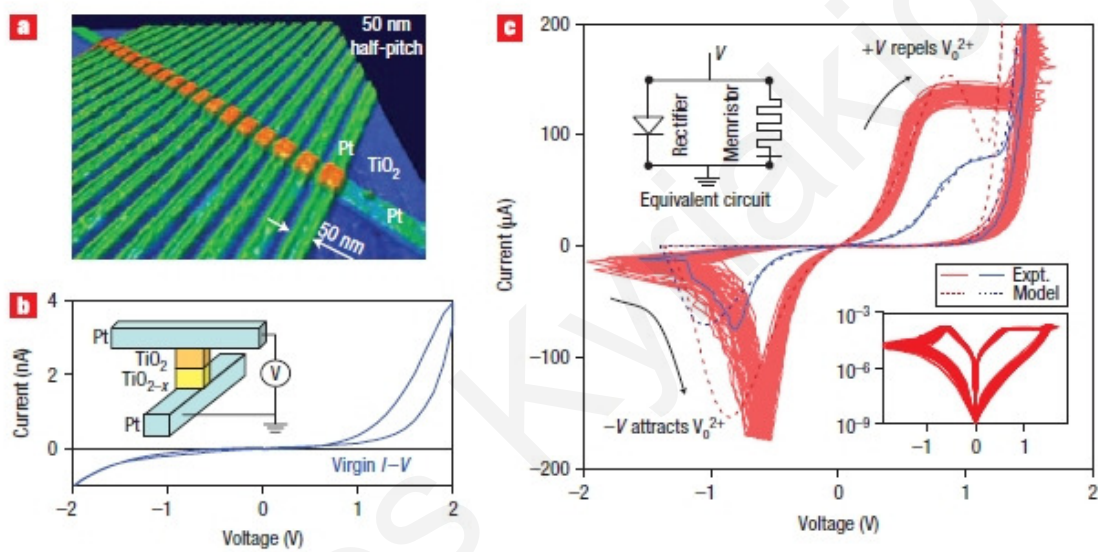 a
50 nm
half-pitch
Pt
TiO2
Pt
50 nm
b
4
2
0
Current (nA)
Pt
TiO2
TiO2–x
Pt
V
Virgin I–V
–2
–1
0
1
2
Voltage (V)
c
200
100
0
–100
–200
Current (μA)
V
Rectifier
Memristor
Equivalent circuit
+V repels Vo2+
–V attracts Vo2+
Expt.
Model
10–3
10–6
10–9
–1
0
1
–2
–1
0
1
2
Voltage (V)